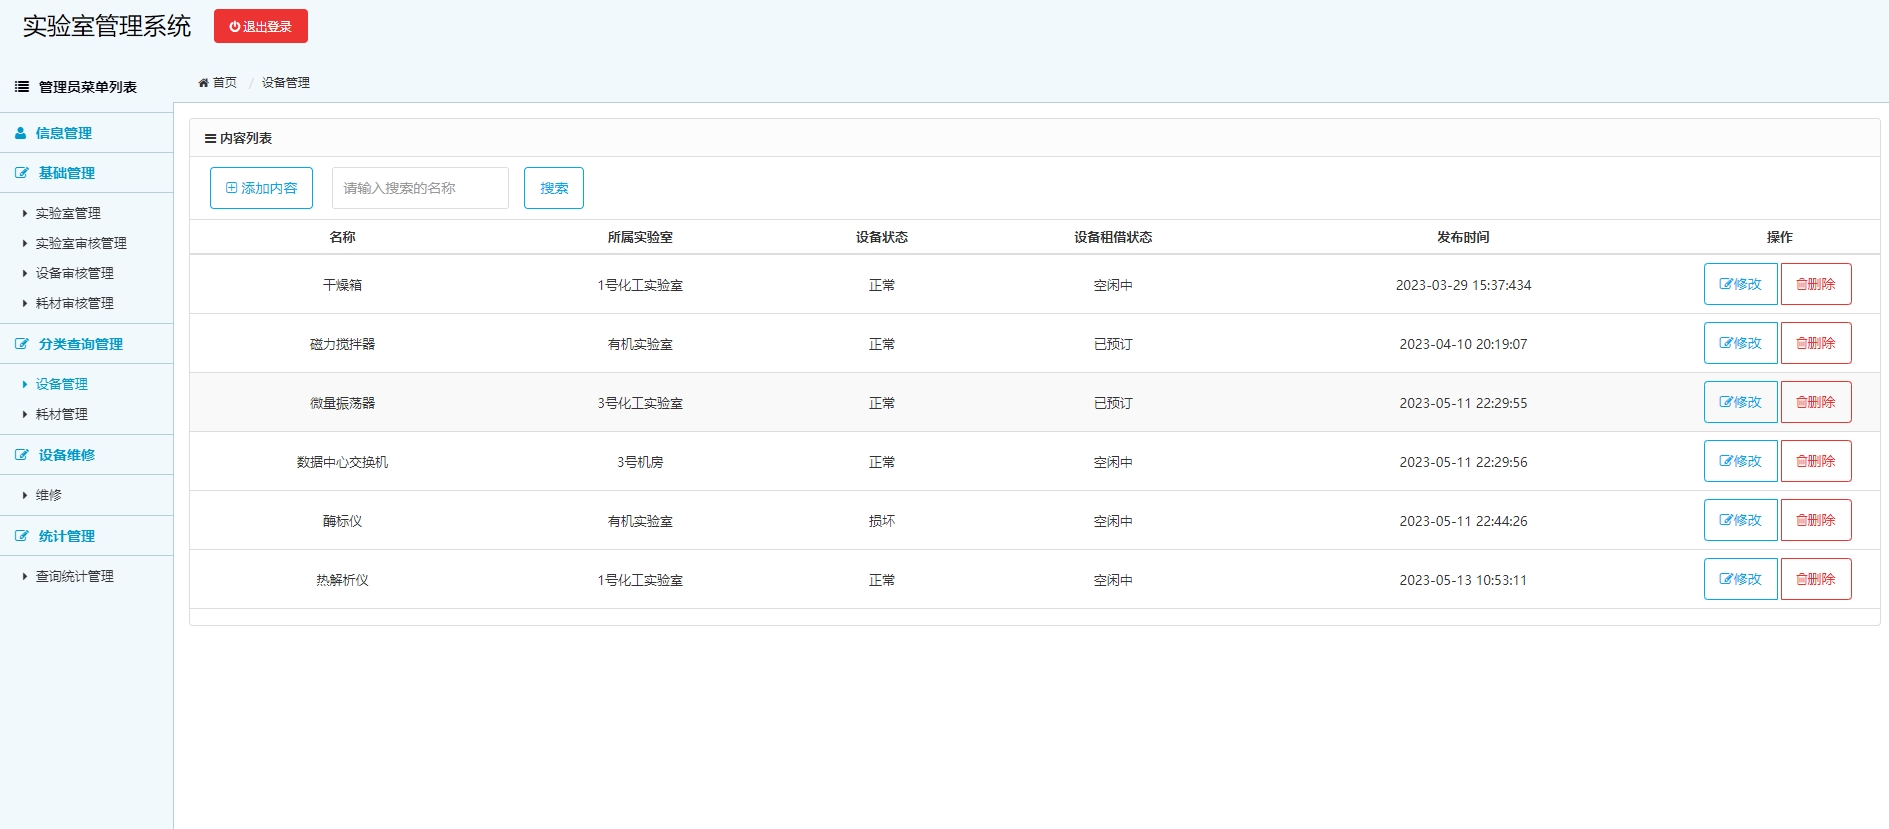 实验室管理系统 退出登录
管理员菜单列表
信息管理
基础管理
实验室管理
实验室审核管理
设备审核管理
耗材审核管理
分类查询管理
设备管理
耗材管理
设备维修
维修
统计管理
查询统计管理
首页 / 设备管理
内容列表
添加内容 请输入搜索的名称 搜索
名称 所属实验室 设备状态 设备租借状态 发布时间 操作
干燥箱 1号化工实验室 正常 空闲中 2023-03-29 15:37:434 修改 删除
磁力搅拌器 有机实验室 正常 已预订 2023-04-10 20:19:07 修改 删除
微量振荡器 3号化工实验室 正常 已预订 2023-05-11 22:29:55 修改 删除
数据中心交换机 3号机房 正常 空闲中 2023-05-11 22:29:56 修改 删除
酶标仪 有机实验室 损坏 空闲中 2023-05-11 22:44:26 修改 删除
热解析仪 1号化工实验室 正常 空闲中 2023-05-13 10:53:11 修改 删除